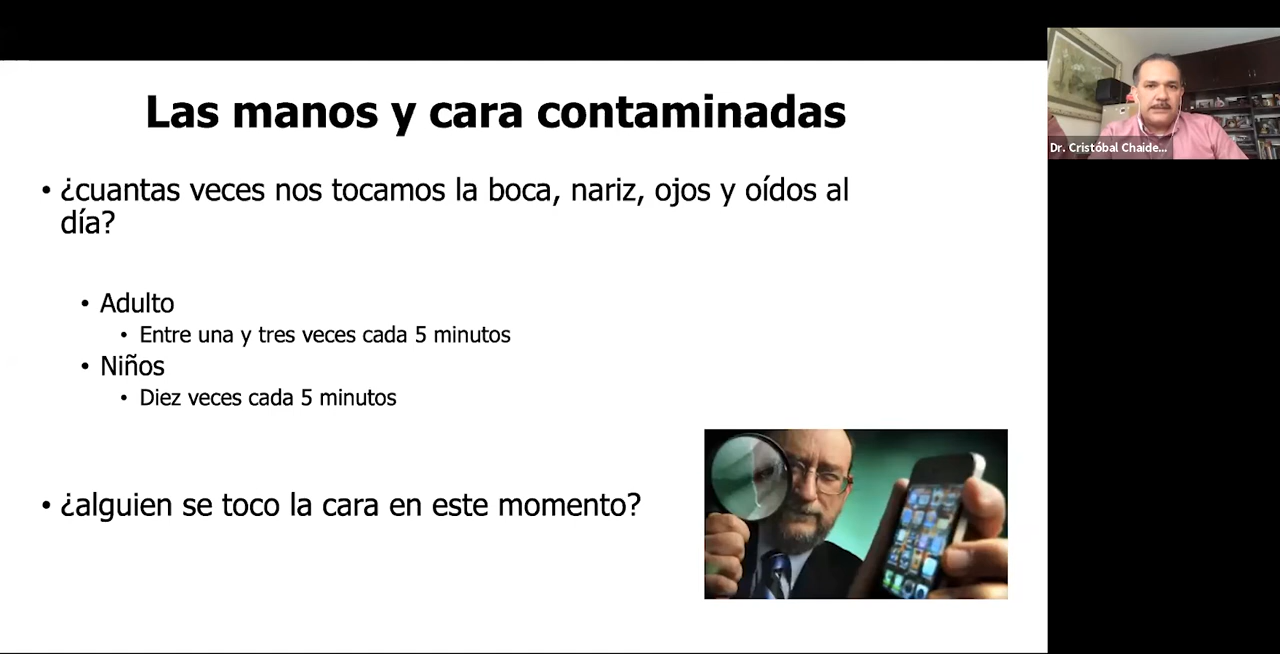 Las manos y cara contaminadas
• ¿cuantas veces nos tocamos la boca, nariz, ojos y oídos al
día?
• Adulto
• Entre una y tres veces cada 5 minutos
• Niños
• Diez veces cada 5 minutos
• ¿alguien se toco la cara en este momento?
Dr. Cristóbal Chaide...